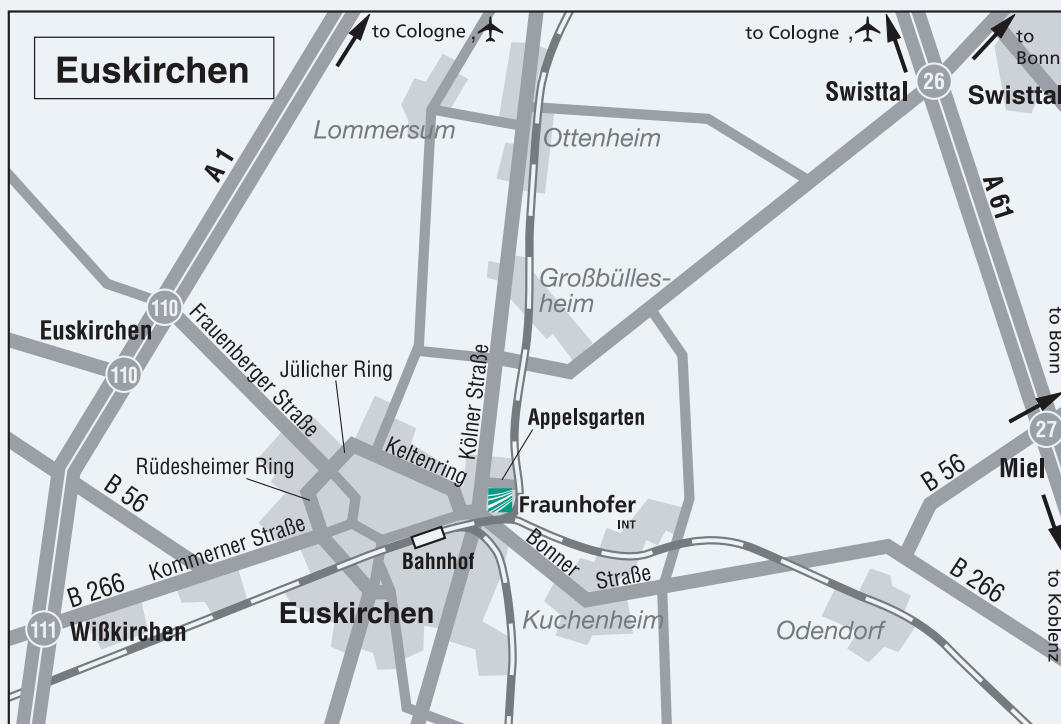 Euskirchen
to Cologne ,
to Cologne ,
to
Bonn
Swisttal
26
Swisttal
Lommersum
Ottenheim
A 1
A 61
Großbülles-
heim
110
Euskirchen
110
Frauenberger Straße
Jülicher Ring
Kölner Straße
to Bonn
Appelsgarten
27
Keltenring
Rüdesheimer Ring
B 56
B 56
Miel
Fraunhofer
INT
Kommerner Straße
Bahnhof
Bonner
Straße
B 266
B 266
Euskirchen
Kuchenheim
Odendorf
111
Wißkirchen
to Koblenz